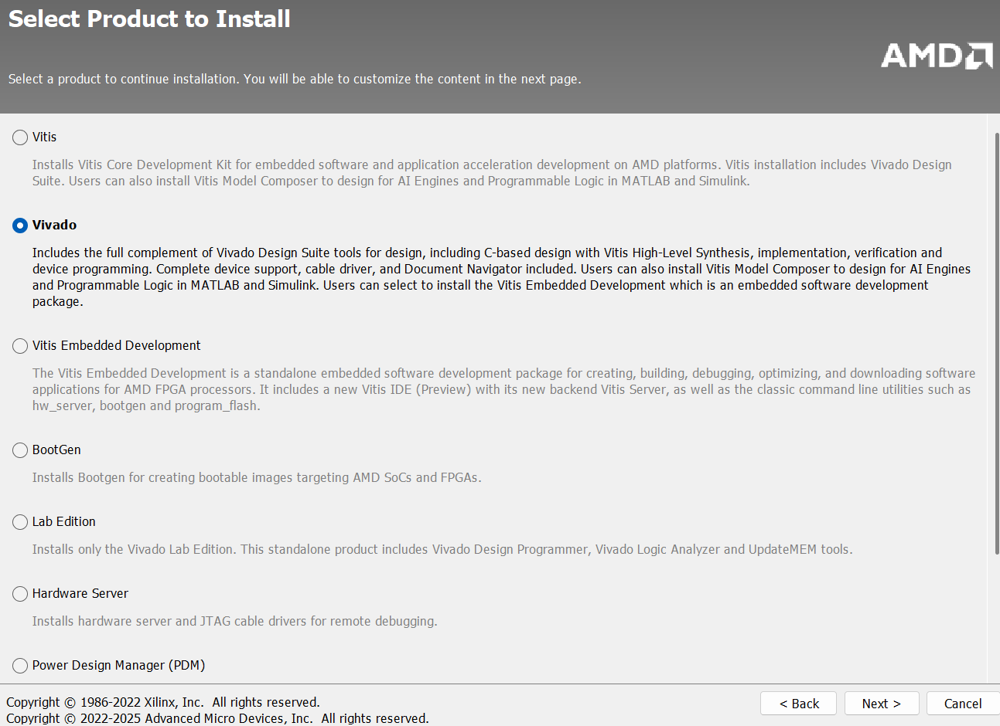 Select Product to Install
AMD
Select a product to continue installation. You will be able to customize the content in the next page.
Vitis
Installs Vitis Core Development Kit for embedded software and application acceleration development on AMD platforms. Vitis installation includes Vivado Design
Suite. Users can also install Vitis Model Composer to design for AI Engines and Programmable Logic in MATLAB and Simulink.
Vivado
Includes the full complement of Vivado Design Suite tools for design, including C-based design with Vitis High-Level Synthesis, implementation, verification and
device programming. Complete device support, cable driver, and Document Navigator included. Users can also install Vitis Model Composer to design for AI Engines
and Programmable Logic in MATLAB and Simulink. Users can select to install the Vitis Embedded Development which is an embedded software development
package.
Vitis Embedded Development
The Vitis Embedded Development is a standalone embedded software development package for creating, building, debugging, optimizing, and downloading software
applications for AMD FPGA processors. It includes a new Vitis IDE (Preview) with its new backend Vitis Server, as well as the classic command line utilities such as
hw_server, bootgen and program_flash.
BootGen
Installs Bootgen for creating bootable images targeting AMD SoCs and FPGAs.
Lab Edition
Installs only the Vivado Lab Edition. This standalone product includes Vivado Design Programmer, Vivado Logic Analyzer and UpdateMEM tools.
Hardware Server
Installs hardware server and JTAG cable drivers for remote debugging.
Power Design Manager (PDM)
Copyright © 1986-2022 Xilinx, Inc. All rights reserved.
Copyright © 2022-2025 Advanced Micro Devices, Inc. All rights reserved.
< Back
Next >
Cancel